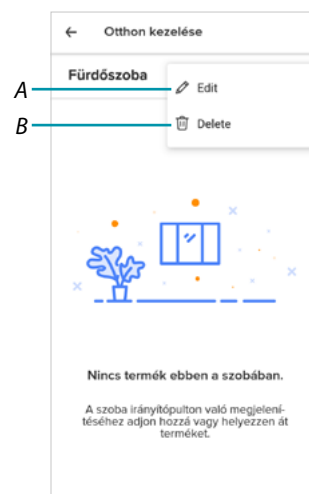 ← Otthon kezelése
Fürdőszoba
A Edit
B Delete
Nincs termék ebben a szobában.
A szoba irányítópulton való megjelení-
téséhez adjon hozzá vagy helyezzen át
terméket.